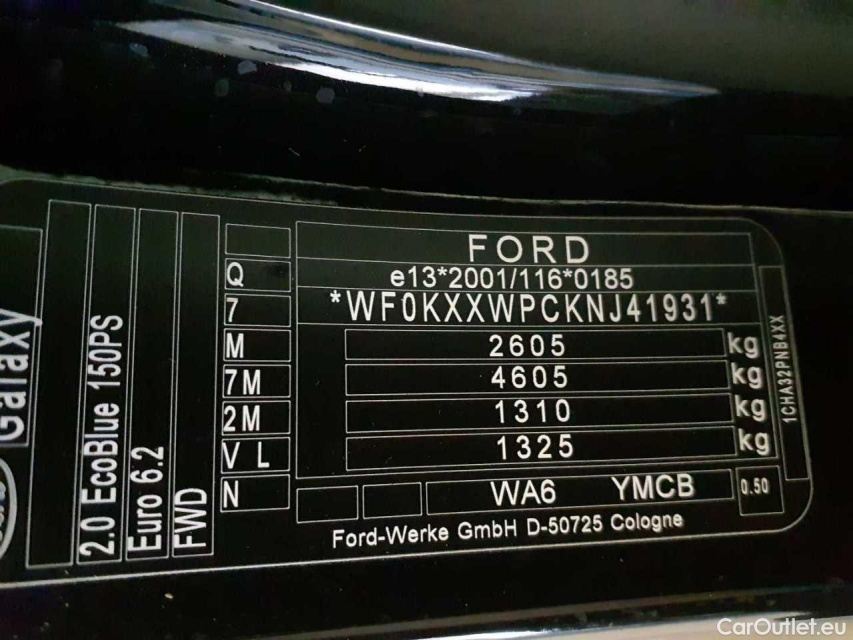 Galaxy
2.0 EcoBlue 150PS
Euro 6.2
FWD
Q
7
M
7M
2M
V L
N
FORD
e13*2001/116*0185
*WF0KXXWPCKNJ41931*
2605 kg
4605 kg
1310 kg
1325 kg
WA6 YMCB 0.50
Ford-Werke GmbH D-50725 Cologne
1CHA32PNB4XX
CarOutlet.eu